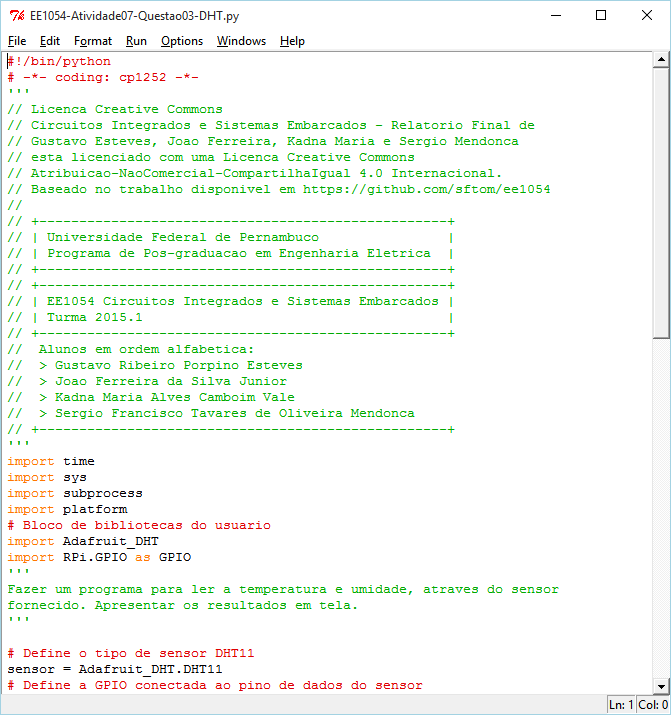 EE1054-Atividade07-Questao03-DHT.py
File Edit Format Run Options Windows Help
#!/bin/python
# -*- coding: cp1252 -*-
'''
// Licenca Creative Commons
// Circuitos Integrados e Sistemas Embarcados - Relatorio Final de
// Gustavo Esteves, Joao Ferreira, Kadna Maria e Sergio Mendonca
// esta licenciado com uma Licenca Creative Commons
// Atribuicao-NaoComercial-CompartilhaIgual 4.0 Internacional.
// Baseado no trabalho disponivel em https://github.com/sftom/ee1054
//
// +---------------------------------------------------+
// | Universidade Federal de Pernambuco                |
// | Programa de Pos-graduacao em Engenharia Eletrica  |
// +---------------------------------------------------+
// +---------------------------------------------------+
// | EE1054 Circuitos Integrados e Sistemas Embarcados |
// | Turma 2015.1                                      |
// +---------------------------------------------------+
//  Alunos em ordem alfabetica:
//  > Gustavo Ribeiro Porpino Esteves
//  > Joao Ferreira da Silva Junior
//  > Kadna Maria Alves Camboim Vale
//  > Sergio Francisco Tavares de Oliveira Mendonca
// +---------------------------------------------------+
'''
import time
import sys
import subprocess
import platform
# Bloco de bibliotecas do usuario
import Adafruit_DHT
import RPi.GPIO as GPIO
'''
Fazer um programa para ler a temperatura e umidade, atraves do sensor
fornecido. Apresentar os resultados em tela.
'''
# Define o tipo de sensor DHT11
sensor = Adafruit_DHT.DHT11
# Define a GPIO conectada ao pino de dados do sensor
Ln: 1 Col: 0